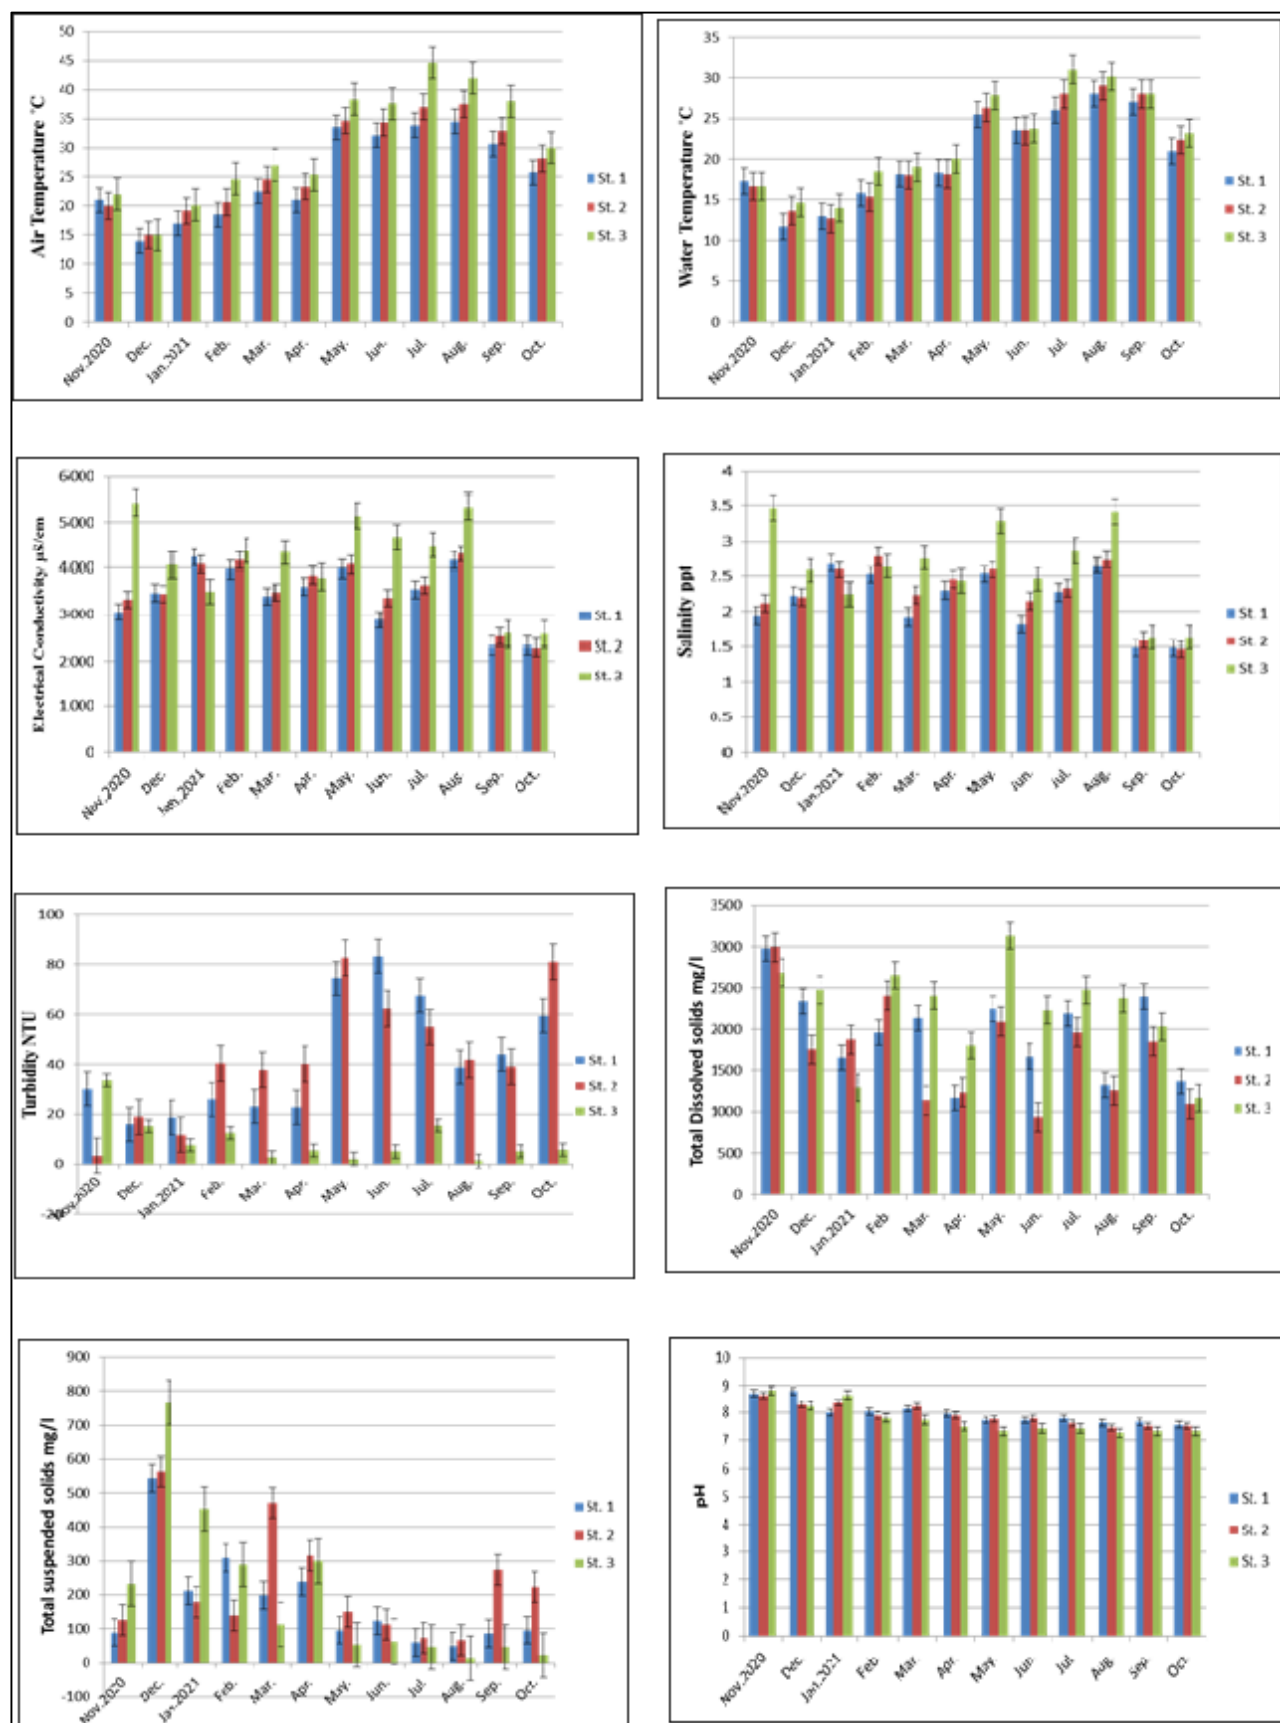 Air Temperature °C
50
45
40
35
30
25
20
15
10
5
0
Nov.2020 Dec. Jan.2021 Feb. Mar. Apr. May. Jun. Jul. Aug. Sep. Oct.
St. 1
St. 2
St. 3
Water Temperature °C
35
30
25
20
15
10
5
0
Nov.2020 Dec. Jan.2021 Feb. Mar. Apr. May. Jun. Jul. Aug. Sep. Oct.
St. 1
St. 2
St. 3
Electrical Conductivity µS/cm
6000
5000
4000
3000
2000
1000
0
Nov.2020 Dec. Jan.2021 Feb. Mar. Apr. May. Jun. Jul. Aug. Sep. Oct.
St. 1
St. 2
St. 3
Salinity ppt
4
3.5
3
2.5
2
1.5
1
0.5
0
Nov.2020 Dec. Jan.2021 Feb. Mar. Apr. May. Jun. Jul. Aug. Sep. Oct.
St. 1
St. 2
St. 3
Turbidity NTU
100
80
60
40
20
0
-20
Nov.2020 Dec. Jan.2021 Feb. Mar. Apr. May. Jun. Jul. Aug. Sep. Oct.
St. 1
St. 2
St. 3
Total Dissolved solids mg/l
3500
3000
2500
2000
1500
1000
500
0
Nov.2020 Dec. Jan.2021 Feb Mar. Apr. May. Jun. Jul. Aug. Sep. Oct.
St. 1
St. 2
St. 3
Total suspended solids mg/l
900
800
700
600
500
400
300
200
100
0
-100
Nov.2020 Dec. Jan.2021 Feb. Mar. Apr. May. Jun. Jul. Aug. Sep. Oct.
St. 1
St. 2
St. 3
pH
10
9
8
7
6
5
4
3
2
1
0
Nov.2020 Dec. Jan.2021 Feb Mar. Apr. May. Jun. Jul. Aug. Sep. Oct.
St. 1
St. 2
St. 3